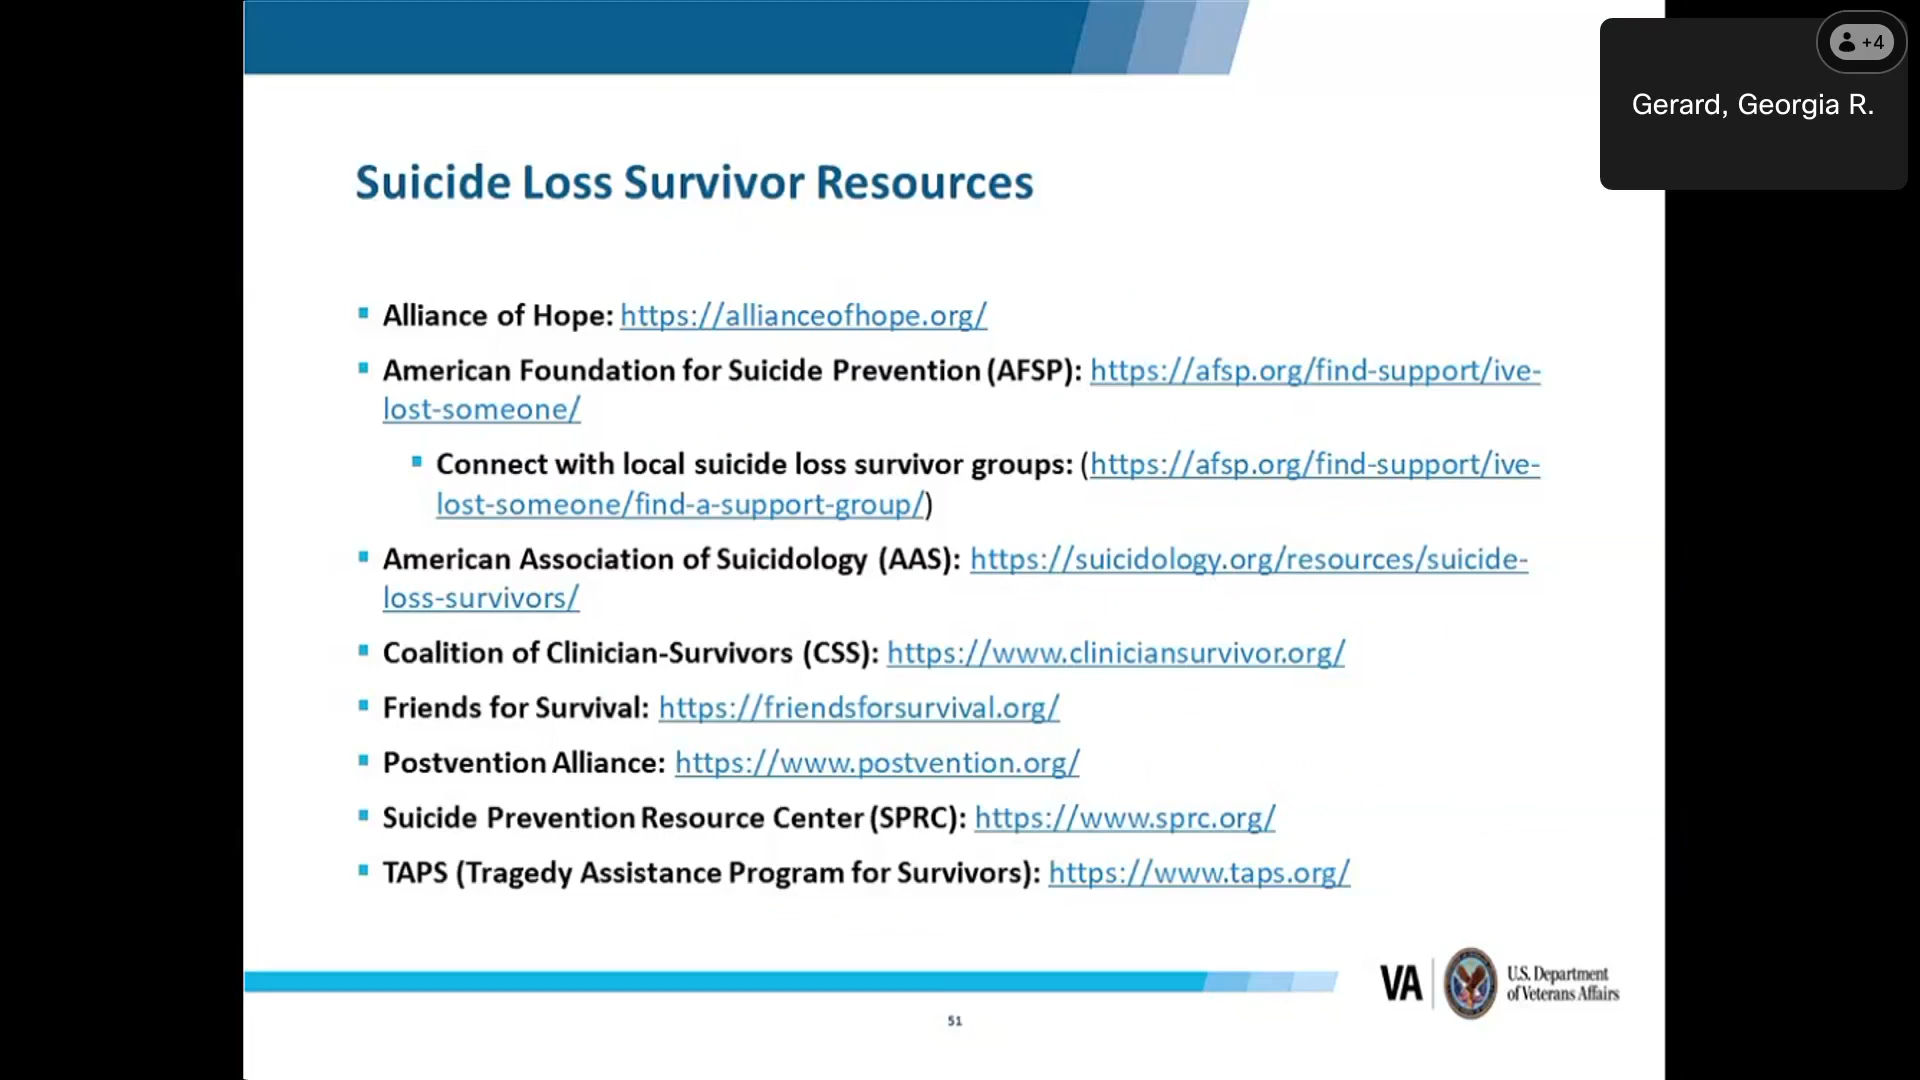 +4
Gerard, Georgia R.
Suicide Loss Survivor Resources
Alliance of Hope: https://allianceofhope.org/
American Foundation for Suicide Prevention (AFSP): https://afsp.org/find-support/ive-
lost-someone/
Connect with local suicide loss survivor groups: (https://afsp.org/find-support/ive-
lost-someone/find-a-support-group/)
American Association of Suicidology (AAS): https://suicidology.org/resources/suicide-
loss-survivors/
Coalition of Clinician-Survivors (CSS): https://www.cliniciansurvivor.org/
Friends for Survival: https://friendsforsurvival.org/
Postvention Alliance: https://www.postvention.org/
Suicide Prevention Resource Center (SPRC): https://www.sprc.org/
TAPS (Tragedy Assistance Program for Survivors): https://www.taps.org/
VA
U.S. Department
of Veterans Affairs
51